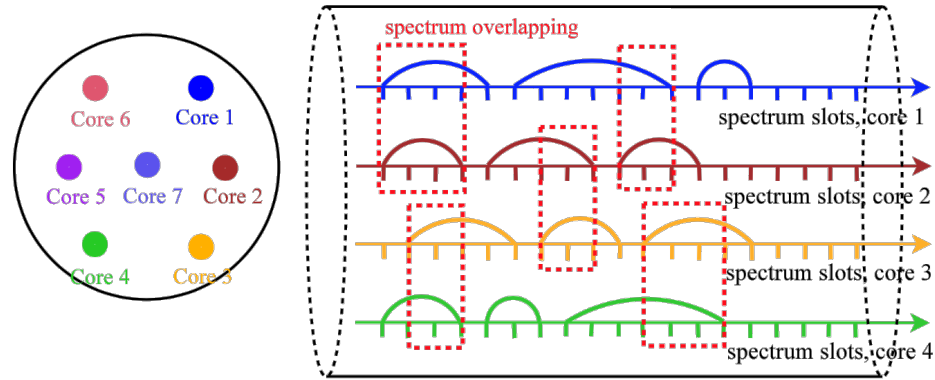 spectrum overlapping
Core 6
Core 1
spectrum slots, core 1
Core 5
Core 7
Core 2
spectrum slots, core 2
Core 4
Core 3
spectrum slots, core 3
spectrum slots, core 4